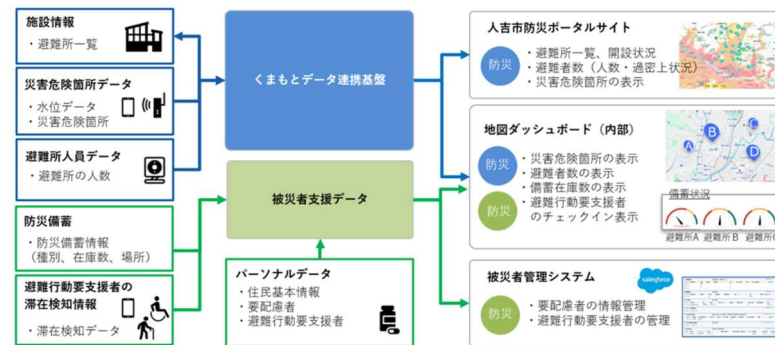 施設情報
・避難所一覧
災害危険箇所データ
・水位データ
・災害危険箇所
避難所人員データ
・避難所の人数
防災備蓄
・防災備蓄情報
（種別、在庫数、場所）
避難行動要支援者の
滞在検知情報
・滞在検知データ
くまもとデータ連携基盤
被災者支援データ
パーソナルデータ
・住民基本情報
・要配慮者
・避難行動要支援者
人吉市防災ポータルサイト
防災
・避難所一覧、開設状況
・避難者数（人数・過密上状況）
・災害危険箇所の表示
地図ダッシュボード（内部）
防災
防災
・災害危険箇所の表示
・避難者数の表示
・備蓄在庫数の表示
・避難行動要支援者
のチェックイン表示
A
B
C
D
備蓄状況
避難所A 避難所B 避難所C
被災者管理システム
salesforce
防災
・要配慮者の情報管理
・避難行動要支援者の管理